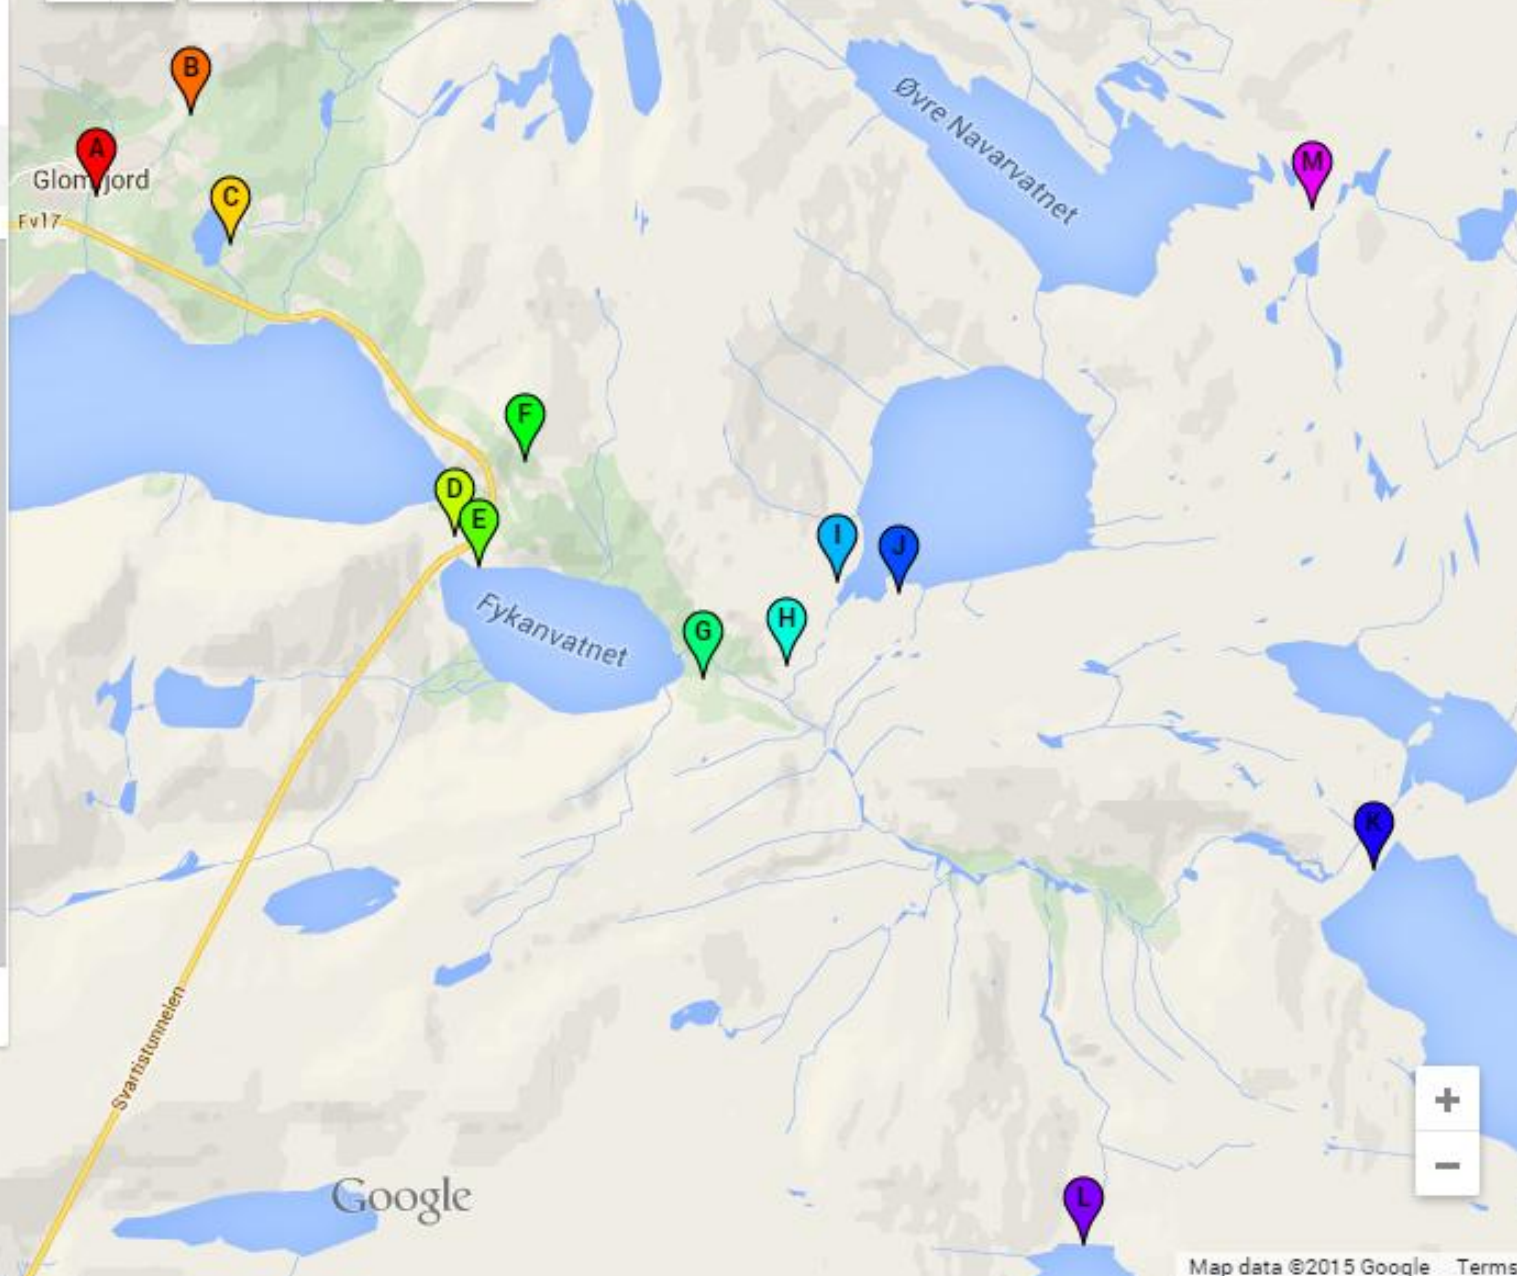 B
Øvre Navarvatnet
M
A
Glomfjord
C
Fv17
F
D
E
I
J
Fykanvatnet
G
H
K
Svartistunnelen
+
−
Google
L
Map data ©2015 Google Terms